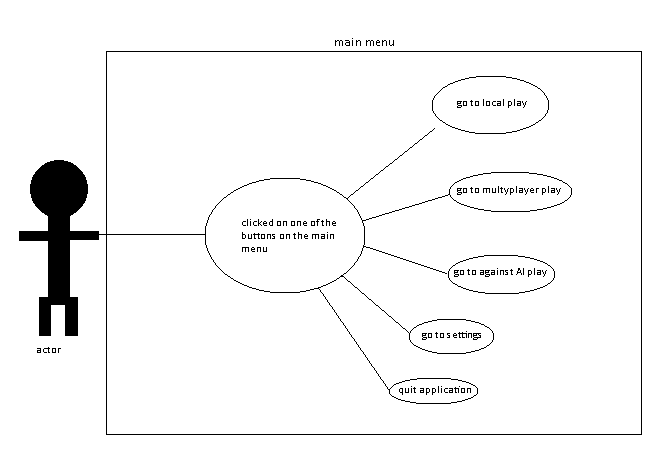 main menu
go to local play
go to multyplayer play
clicked on one of the
buttons on the main
menu
go to against AI play
go to settings
actor
quit application